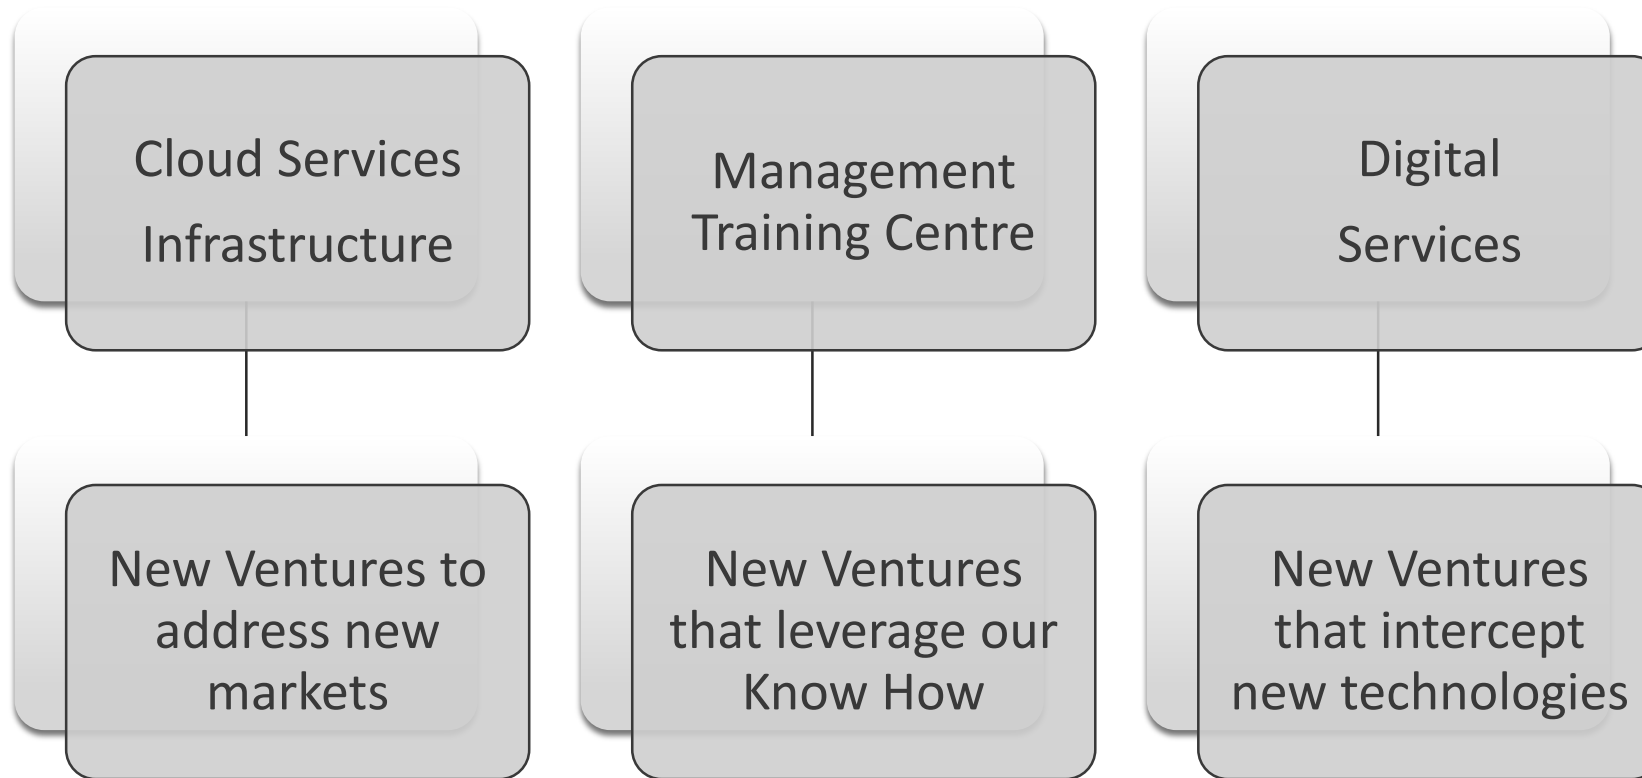 Cloud Services
Infrastructure
Management
Training Centre
Digital
Services
New Ventures to
address new
markets
New Ventures
that leverage our
Know How
New Ventures
that intercept
new technologies